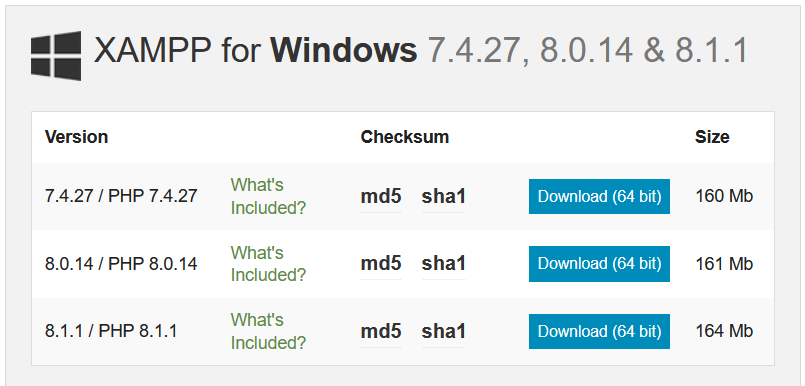 XAMPP for Windows 7.4.27, 8.0.14 & 8.1.1
Version Checksum Size
7.4.27 / PHP 7.4.27 What's Included? md5 sha1 Download (64 bit) 160 Mb
8.0.14 / PHP 8.0.14 What's Included? md5 sha1 Download (64 bit) 161 Mb
8.1.1 / PHP 8.1.1 What's Included? md5 sha1 Download (64 bit) 164 Mb